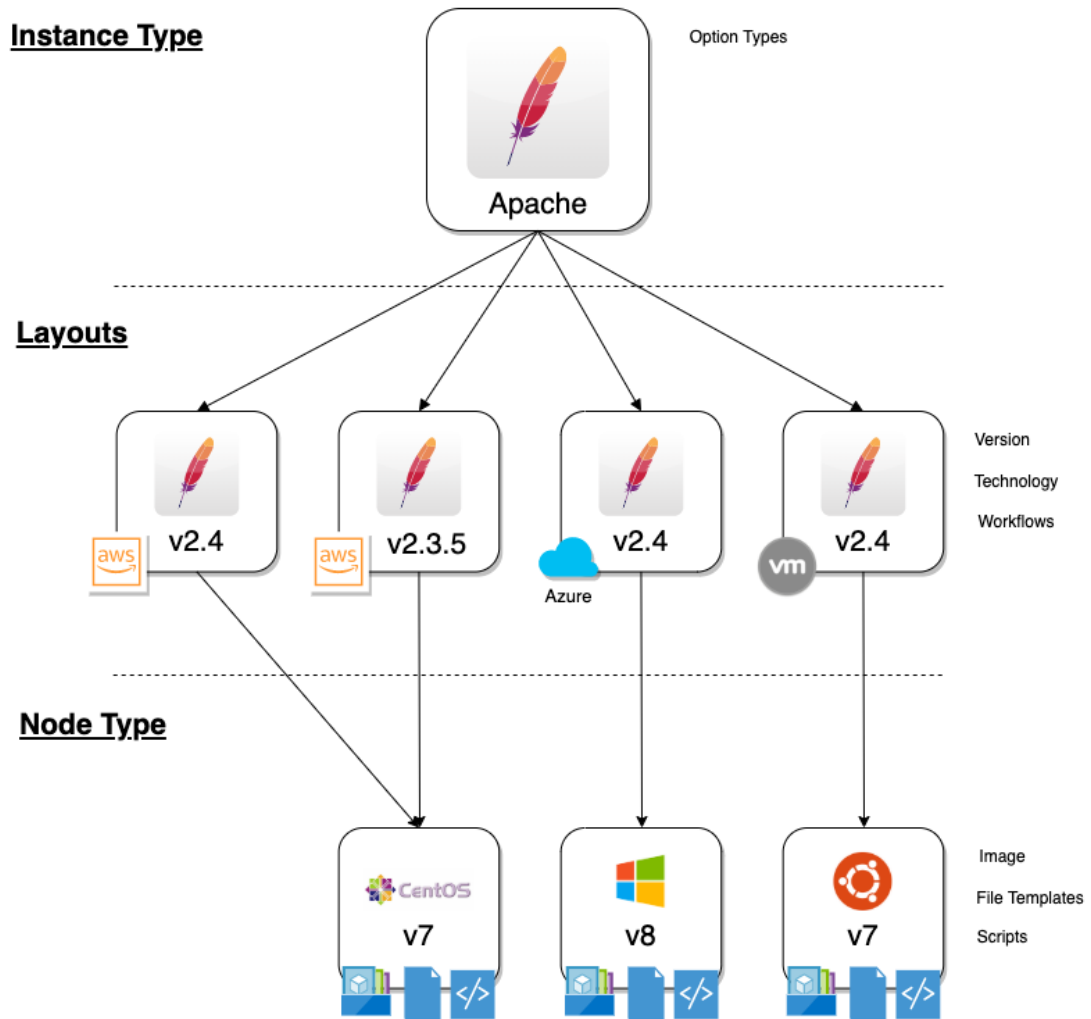 Instance Type
Option Types
Apache
Layouts
v2.4
v2.3.5
v2.4
v2.4
Version
Technology
Workflows
aws
aws
Azure
vm
Node Type
CentOS
v7
v8
v7
Image
File Templates
Scripts